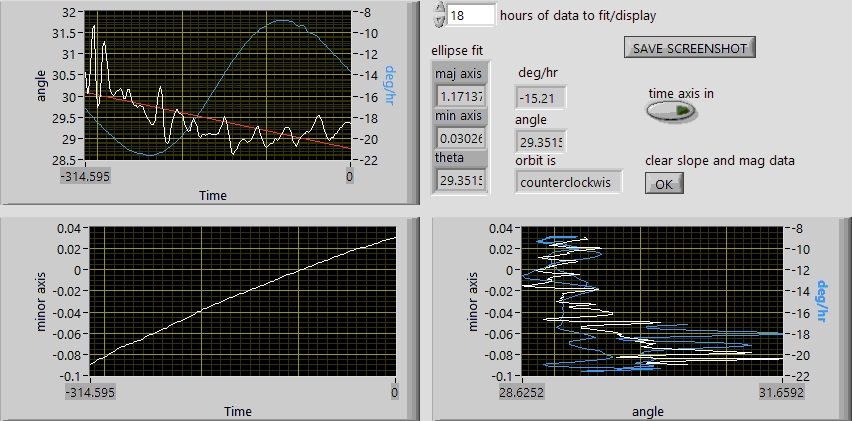 32
31.5
31
30.5
30
29.5
29
28.5
angle
-8
-10
-12
-14
-16
-18
-20
-22
deg/hr
-314.595
0
Time
18 hours of data to fit/display
SAVE SCREENSHOT
ellipse fit
maj axis
1.17137
min axis
0.03026
theta
29.3515
deg/hr
-15.21
angle
29.3515
orbit is
counterclockwis
time axis in
clear slope and mag data
OK
0.04
0.02
0
-0.02
-0.04
-0.06
-0.08
-0.1
minor axis
-314.595
0
Time
0.04
0.02
0
-0.02
-0.04
-0.06
-0.08
-0.1
minor axis
-8
-10
-12
-14
-16
-18
-20
-22
deg/hr
28.6252
31.6592
angle